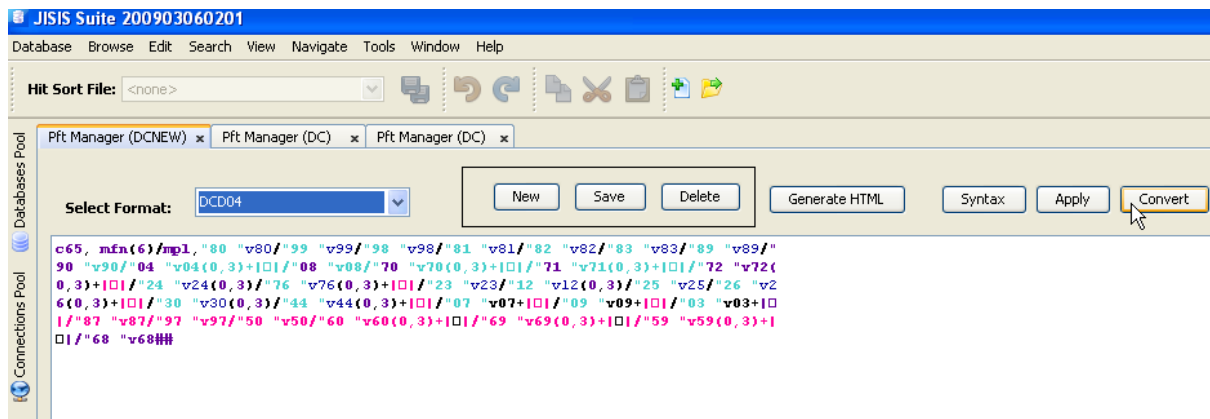 JISIS Suite 200903060201
Database Browse Edit Search View Navigate Tools Window Help
Hit Sort File: <none>
Pft Manager (DCNEW) x Pft Manager (DC) x Pft Manager (DC) x
Select Format: DCD04 New Save Delete Generate HTML Syntax Apply Convert
c65, mfn(6)/mpl,"80 "v80/"99 "v99/"98 "v98/"81 "v81/"82 "v82/"83 "v83/"89 "v89/"
90 "v90/"04 "v04(0,3)+|□|/"08 "v08/"70 "v70(0,3)+|□|/"71 "v71(0,3)+|□|/"72 "v72(
0,3)+|□|/"24 "v24(0,3)/"76 "v76(0,3)+|□|/"23 "v23/"12 "v12(0,3)/"25 "v25/"26 "v2
6(0,3)+|□|/"30 "v30(0,3)/"44 "v44(0,3)+|□|/"07 "v07+|□|/"09 "v09+|□|/"03 "v03+|□
|/"87 "v87/"97 "v97/"50 "v50/"60 "v60(0,3)+|□|/"69 "v69(0,3)+|□|/"59 "v59(0,3)+|
□|/"68 "v68##
Databases Pool
Connections Pool